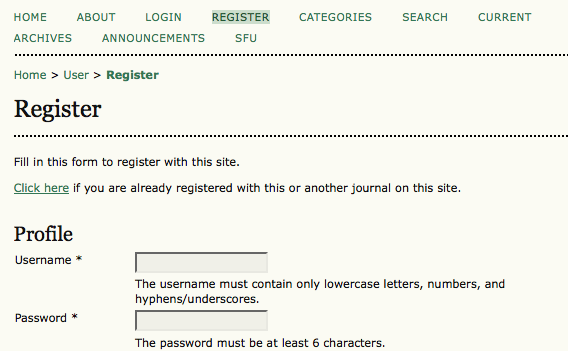 HOME ABOUT LOGIN REGISTER CATEGORIES SEARCH CURRENT
ARCHIVES ANNOUNCEMENTS SFU
Home > User > Register
Register
Fill in this form to register with this site.
Click here if you are already registered with this or another journal on this site.
Profile
Username *
The username must contain only lowercase letters, numbers, and
hyphens/underscores.
Password *
The password must be at least 6 characters.